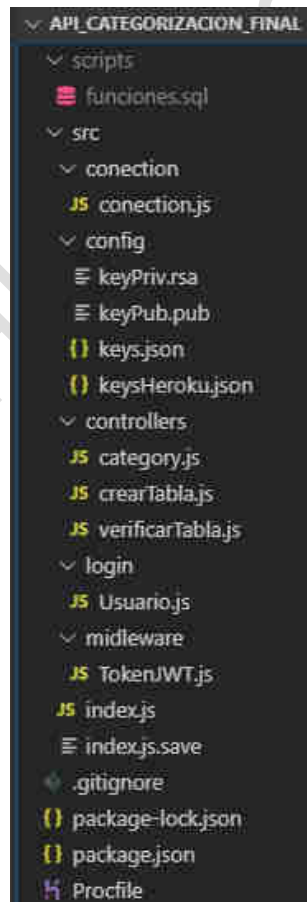 API_CATEGORIZACION_FINAL
scripts
funciones.sql
src
conection
JS conection.js
config
keyPriv.rsa
keyPub.pub
{} keys.json
{} keysHeroku.json
controllers
JS category.js
JS crearTabla.js
JS verificarTabla.js
login
JS Usuario.js
midleware
JS TokenJWT.js
JS index.js
index.js.save
.gitignore
{} package-lock.json
{} package.json
H Procfile